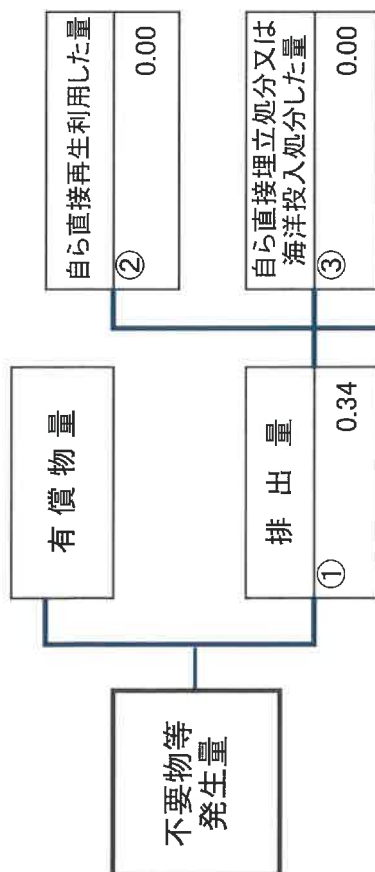 不要物等
発生量
有償物量
排出量
① 0.34
自ら直接再生利用した量
② 0.00
自ら直接埋立処分又は
海洋投入処分した量
③ 0.00